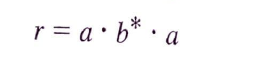 r = a · b* · a